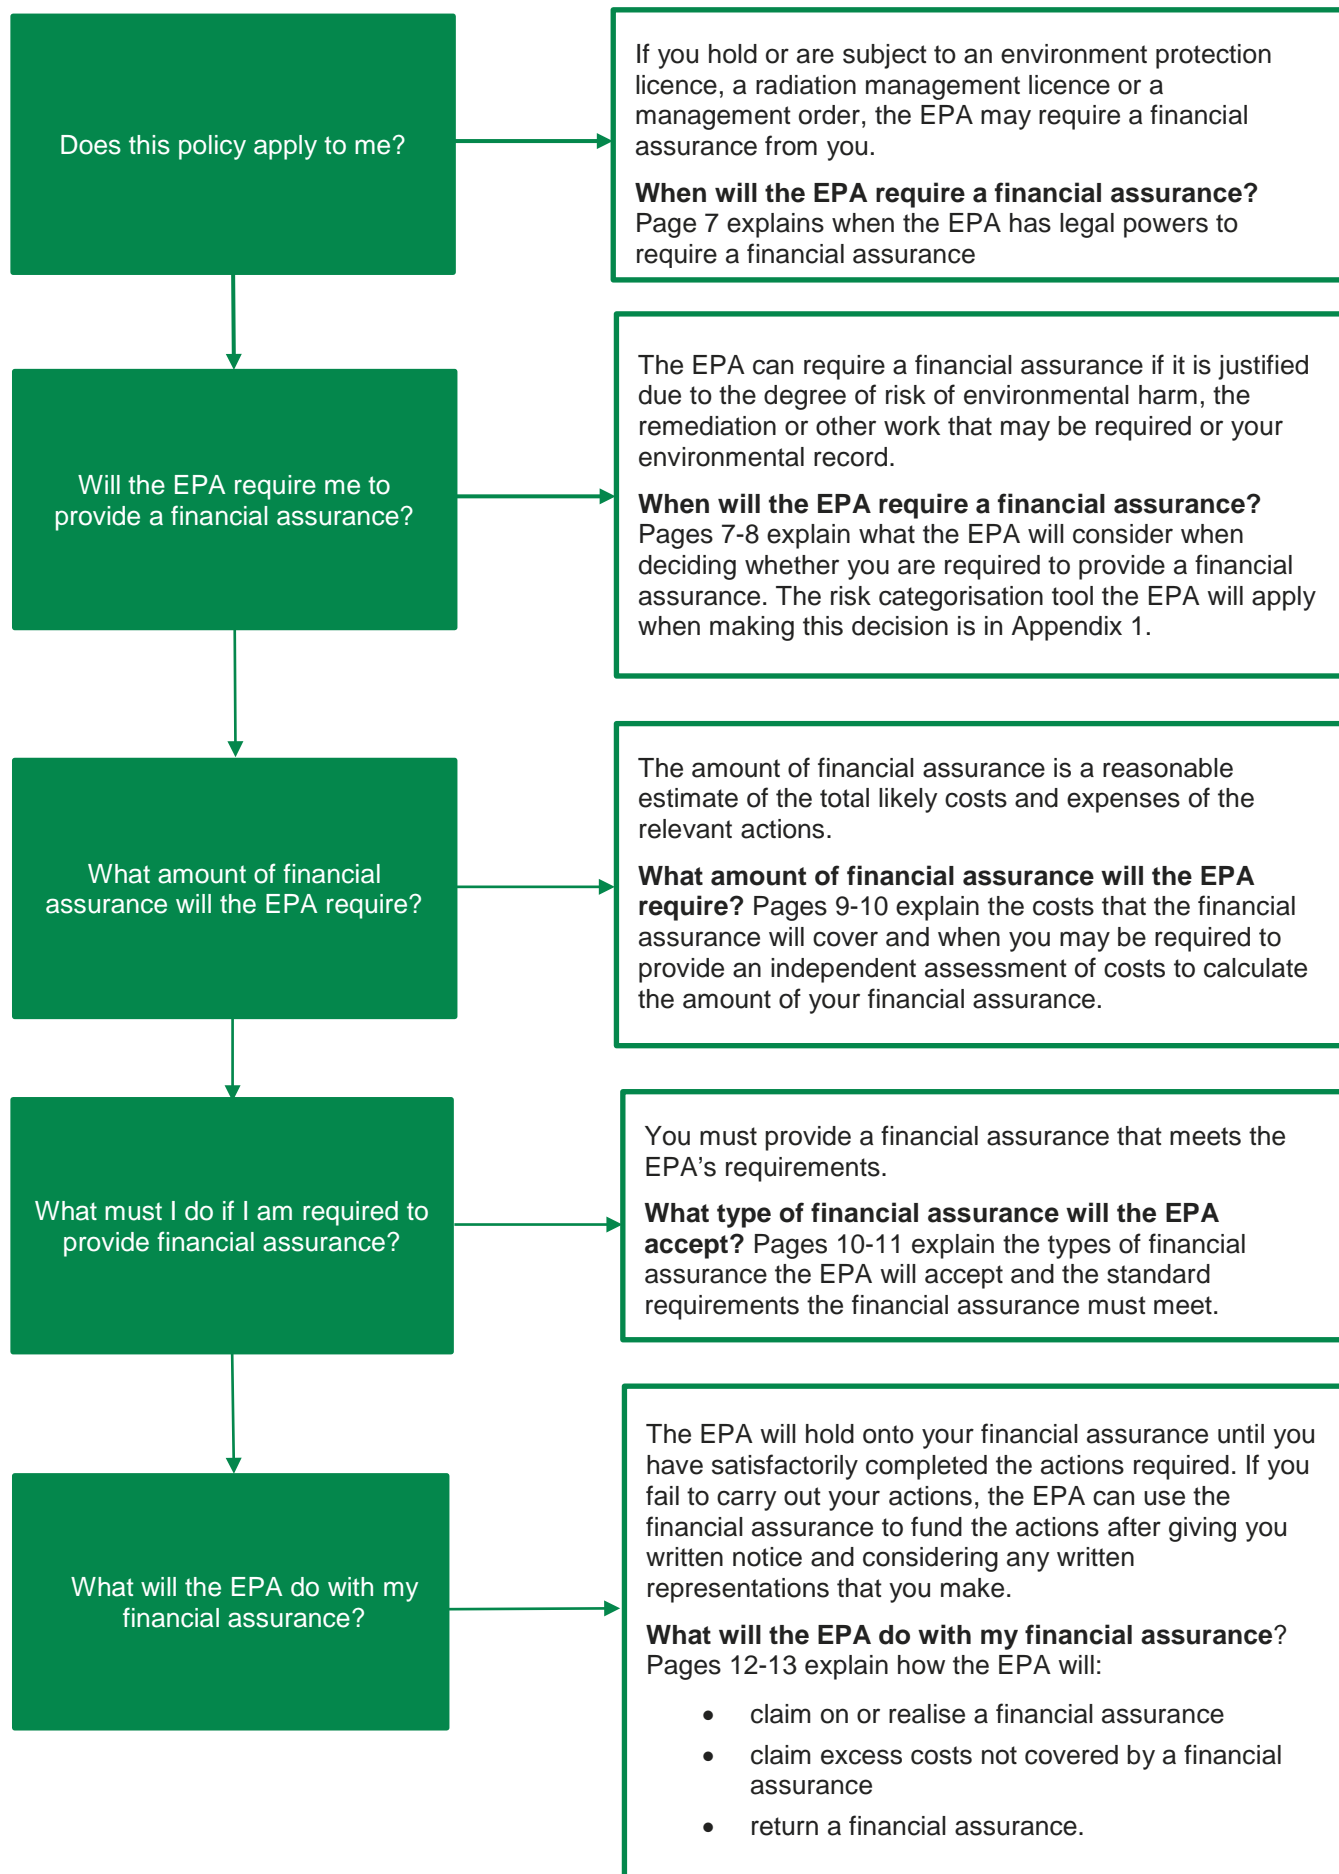 Does this policy apply to me?
If you hold or are subject to an environment protection
licence, a radiation management licence or a
management order, the EPA may require a financial
assurance from you.
When will the EPA require a financial assurance?
Page 7 explains when the EPA has legal powers to
require a financial assurance
Will the EPA require me to
provide a financial assurance?
The EPA can require a financial assurance if it is justified
due to the degree of risk of environmental harm, the
remediation or other work that may be required or your
environmental record.
When will the EPA require a financial assurance?
Pages 7-8 explain what the EPA will consider when
deciding whether you are required to provide a financial
assurance. The risk categorisation tool the EPA will apply
when making this decision is in Appendix 1.
What amount of financial
assurance will the EPA require?
The amount of financial assurance is a reasonable
estimate of the total likely costs and expenses of the
relevant actions.
What amount of financial assurance will the EPA
require? Pages 9-10 explain the costs that the financial
assurance will cover and when you may be required to
provide an independent assessment of costs to calculate
the amount of your financial assurance.
What must I do if I am required to
provide financial assurance?
You must provide a financial assurance that meets the
EPA's requirements.
What type of financial assurance will the EPA
accept? Pages 10-11 explain the types of financial
assurance the EPA will accept and the standard
requirements the financial assurance must meet.
What will the EPA do with my
financial assurance?
The EPA will hold onto your financial assurance until you
have satisfactorily completed the actions required. If you
fail to carry out your actions, the EPA can use the
financial assurance to fund the actions after giving you
written notice and considering any written
representations that you make.
What will the EPA do with my financial assurance?
Pages 12-13 explain how the EPA will:
• claim on or realise a financial assurance
• claim excess costs not covered by a financial
assurance
• return a financial assurance.